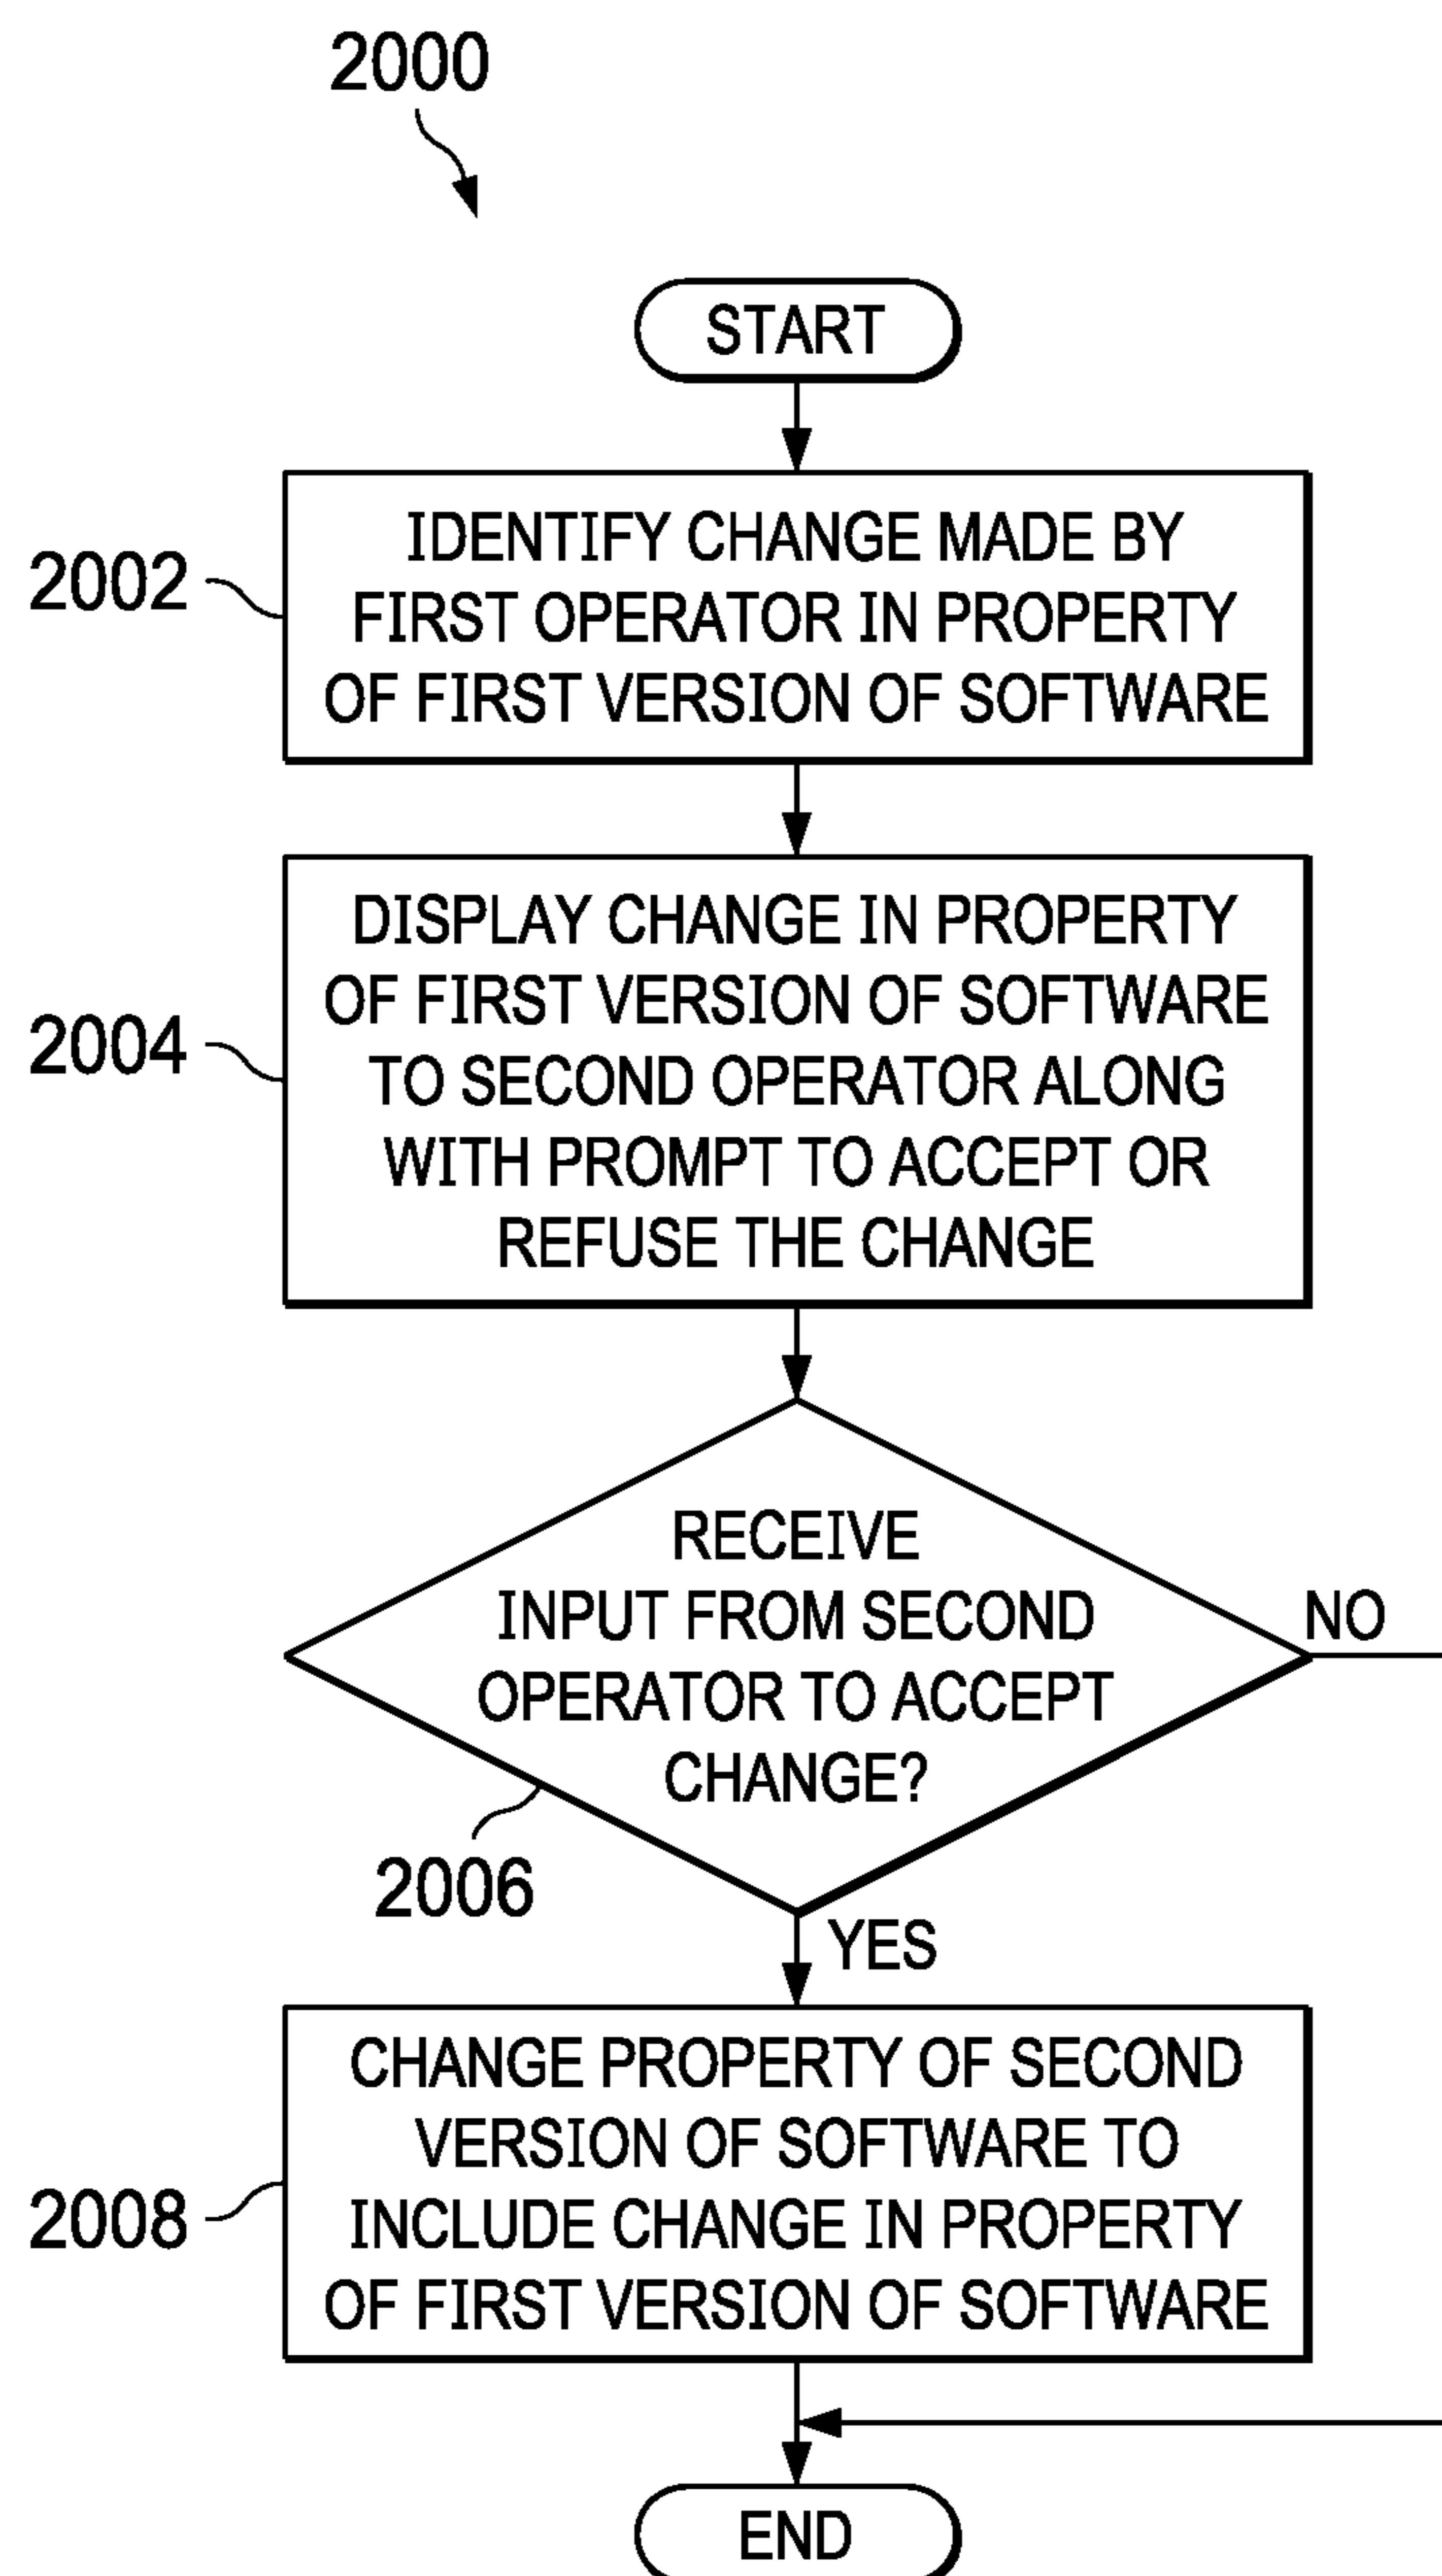 2000
START
2002
IDENTIFY CHANGE MADE BY
FIRST OPERATOR IN PROPERTY
OF FIRST VERSION OF SOFTWARE
2004
DISPLAY CHANGE IN PROPERTY
OF FIRST VERSION OF SOFTWARE
TO SECOND OPERATOR ALONG
WITH PROMPT TO ACCEPT OR
REFUSE THE CHANGE
RECEIVE
INPUT FROM SECOND
OPERATOR TO ACCEPT
CHANGE?
NO
2006
YES
2008
CHANGE PROPERTY OF SECOND
VERSION OF SOFTWARE TO
INCLUDE CHANGE IN PROPERTY
OF FIRST VERSION OF SOFTWARE
END